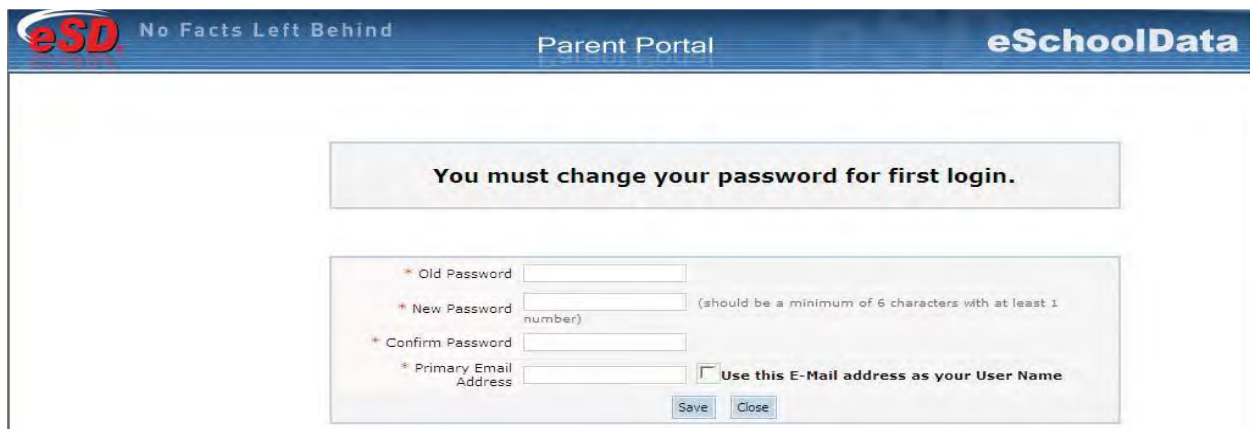 eSD No Facts Left Behind Parent Portal eSchoolData
You must change your password for first login.
* Old Password
* New Password (should be a minimum of 6 characters with at least 1
number)
* Confirm Password
* Primary Email
Address Use this E-Mail address as your User Name
Save Close